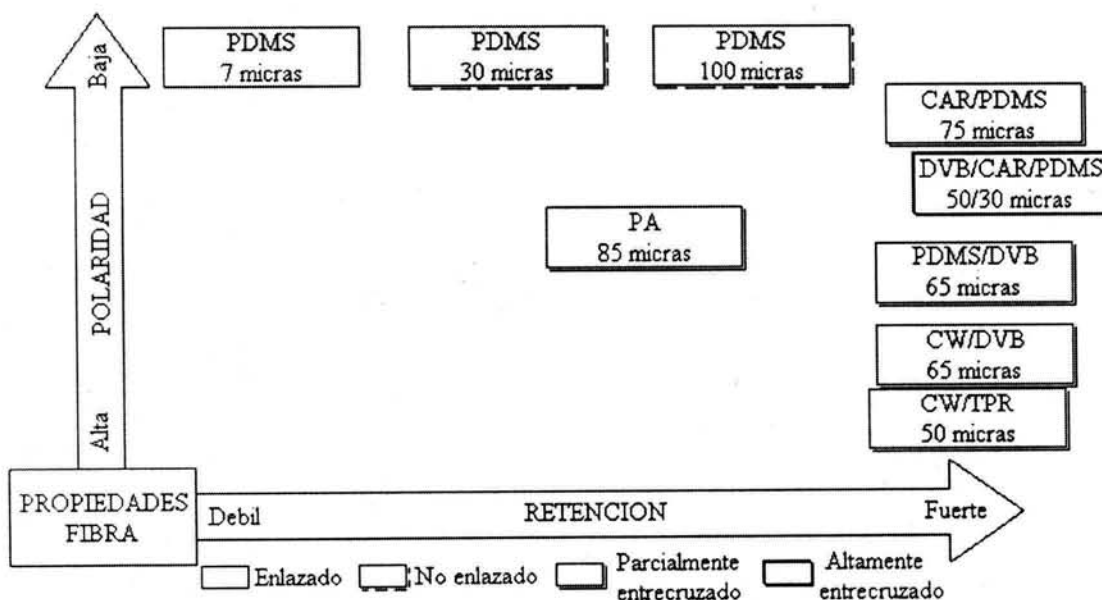 Baja
POLARIDAD
Alta
PDMS
7 micras
PDMS
30 micras
PDMS
100 micras
CAR/PDMS
75 micras
DVB/CAR/PDMS
50/30 micras
PA
85 micras
PDMS/DVB
65 micras
CW/DVB
65 micras
CW/TPR
50 micras
PROPIEDADES
FIBRA
Debil
RETENCION
Fuerte
Enlazado
No enlazado
Parcialmente
entrecruzado
Altamente
entrecruzado